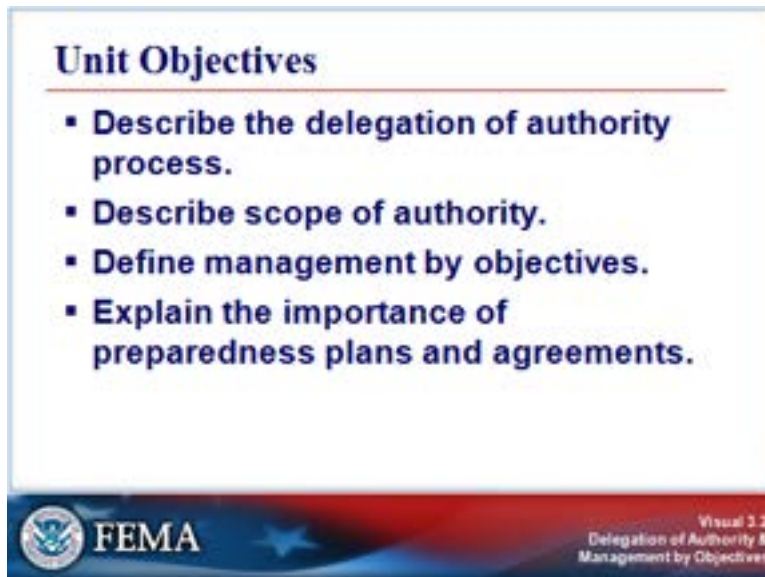 Unit Objectives
▪ Describe the delegation of authority
process.
▪ Describe scope of authority.
▪ Define management by objectives.
▪ Explain the importance of
preparedness plans and agreements.
FEMA
Visual 3.2
Delegation of Authority &
Management by Objectives